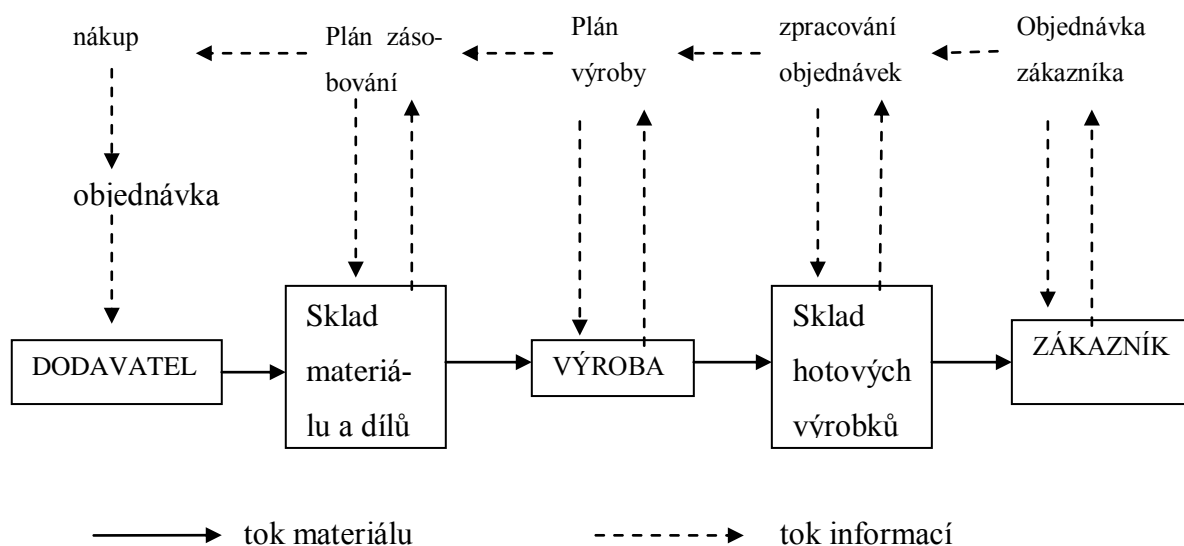 nákup
Plán záso-
bování
Plán
výroby
zpracování
objednávek
Objednávka
zákazníka
objednávka
DODAVATEL
Sklad
materiá-
lu a dílů
VÝROBA
Sklad
hotových
výrobků
ZÁKAZNÍK
tok materiálu
tok informací